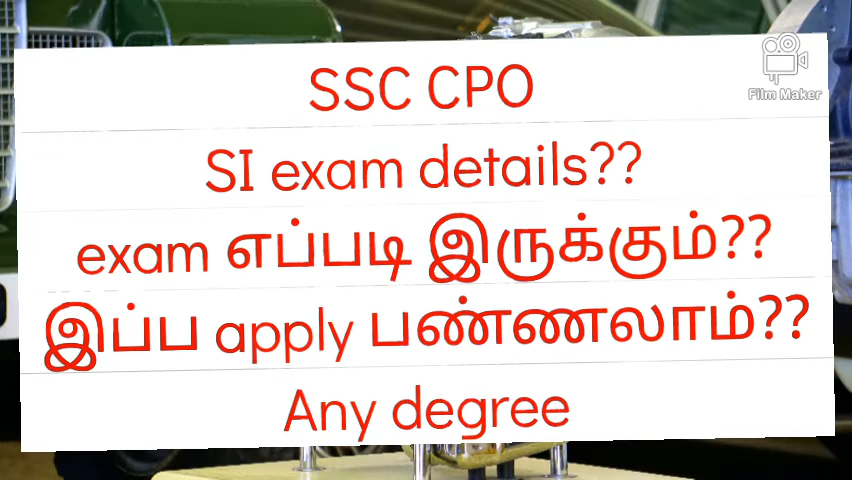 SSC CPO
Film Maker
SI exam details??
exam எப்படி இருக்கும்??
இப்ப apply பண்ணலாம்??
Any degree